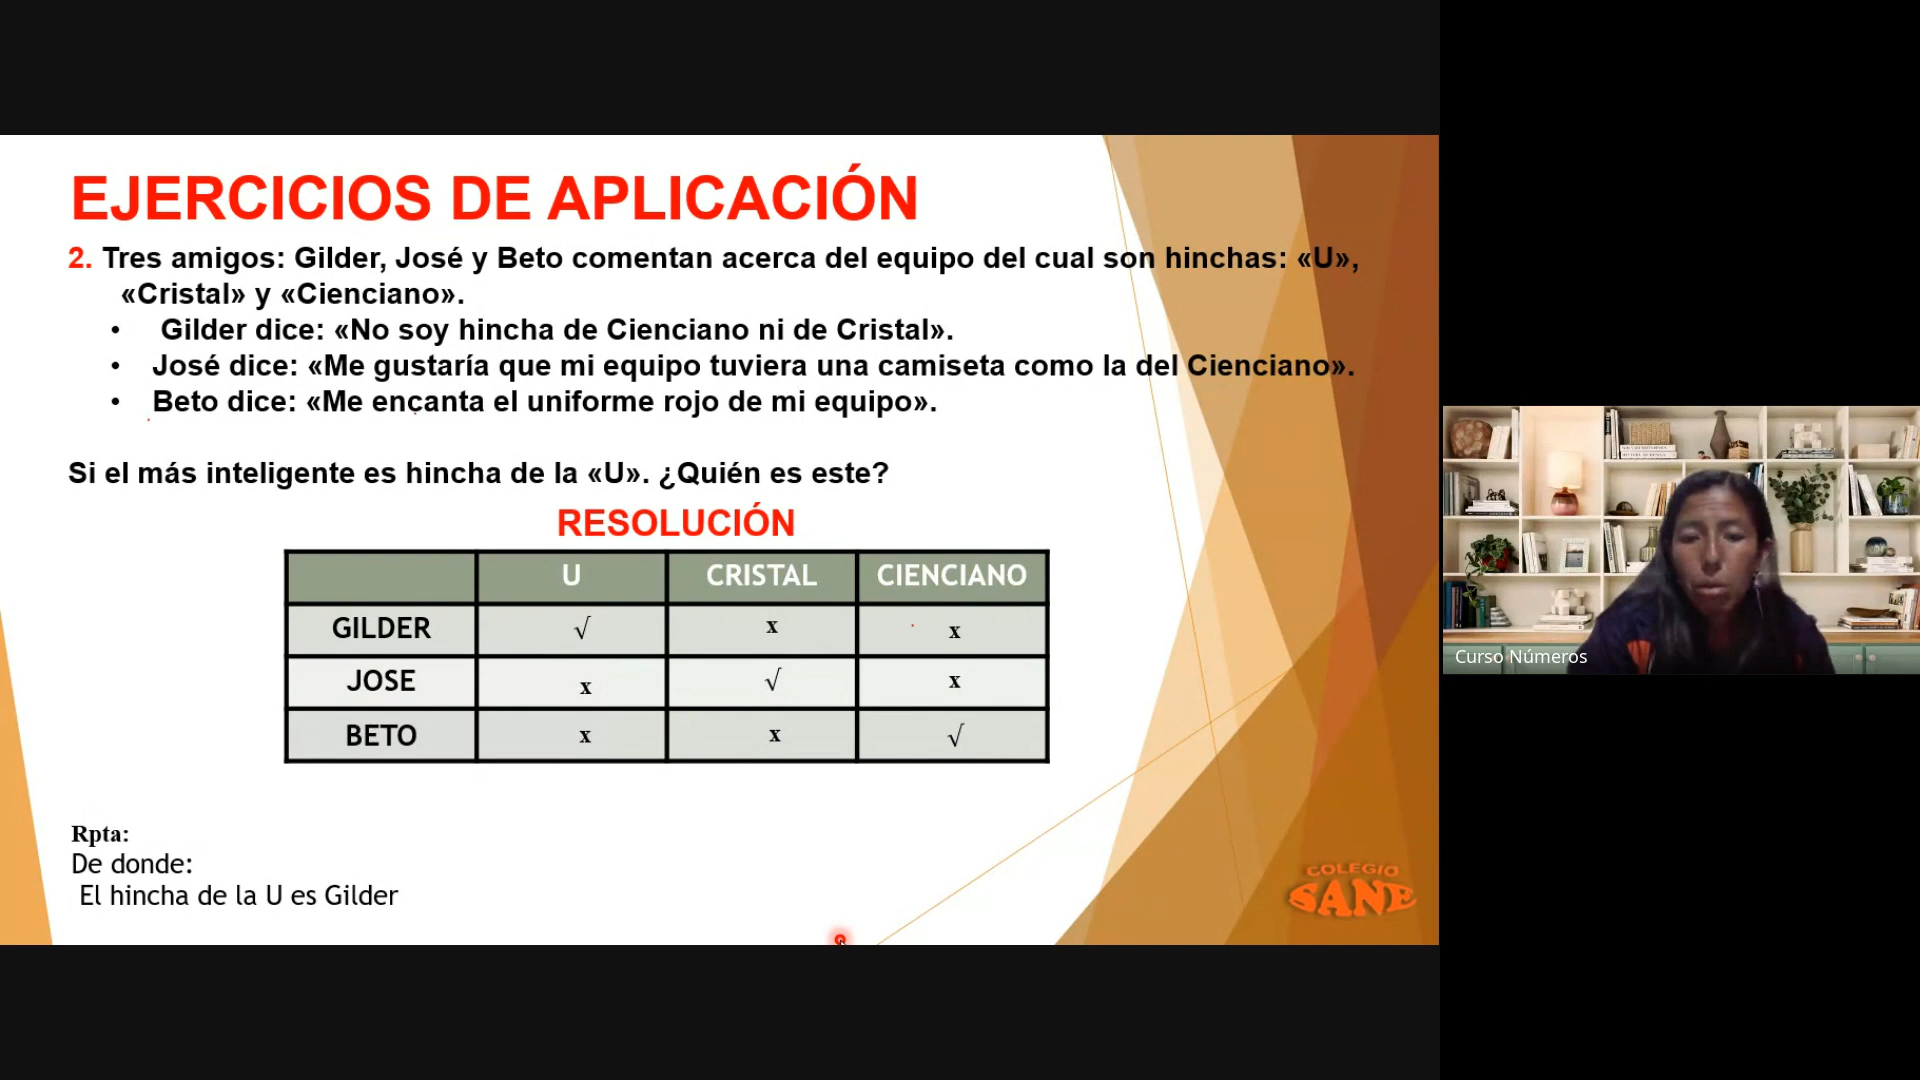 EJERCICIOS DE APLICACIÓN
2. Tres amigos: Gilder, José y Beto comentan acerca del equipo del cual son hinchas: «U»,
«Cristal» y «Cienciano».
• Gilder dice: «No soy hincha de Cienciano ni de Cristal».
• José dice: «Me gustaría que mi equipo tuviera una camiseta como la del Cienciano».
• Beto dice: «Me encanta el uniforme rojo de mi equipo».
Si el más inteligente es hincha de la «U». ¿Quién es este?
RESOLUCIÓN
U CRISTAL CIENCIANO
GILDER √ x x
JOSE x √ x
BETO x x √
Rpta:
De donde:
El hincha de la U es Gilder
COLEGIO
SANE
Curso Números